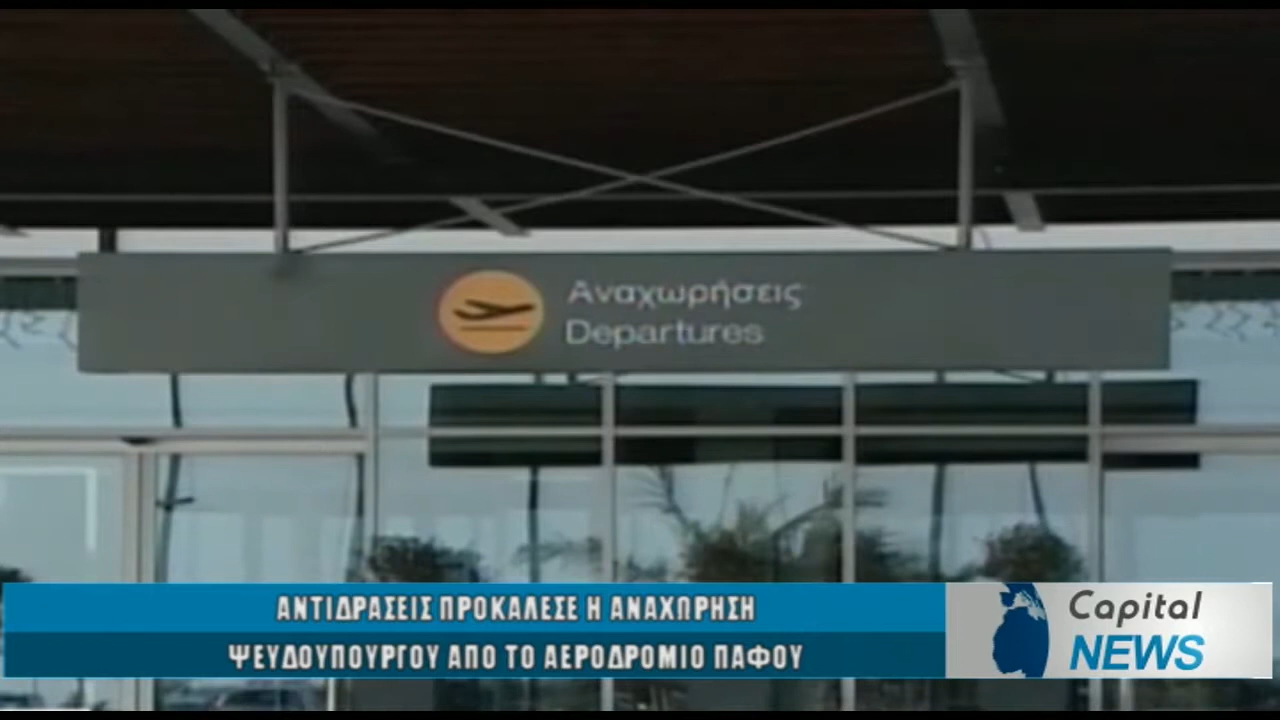 Αναχωρήσεις
Departures
ΑΝΤΙΔΡΑΣΕΙΣ ΠΡΟΚΑΛΕΣΕ Η ΑΝΑΧΩΡΗΣΗ
ΨΕΥΔΟΥΠΟΥΡΓΟΥ ΑΠΟ ΤΟ ΑΕΡΟΔΡΟΜΙΟ ΠΑΦΟΥ
Capital
NEWS